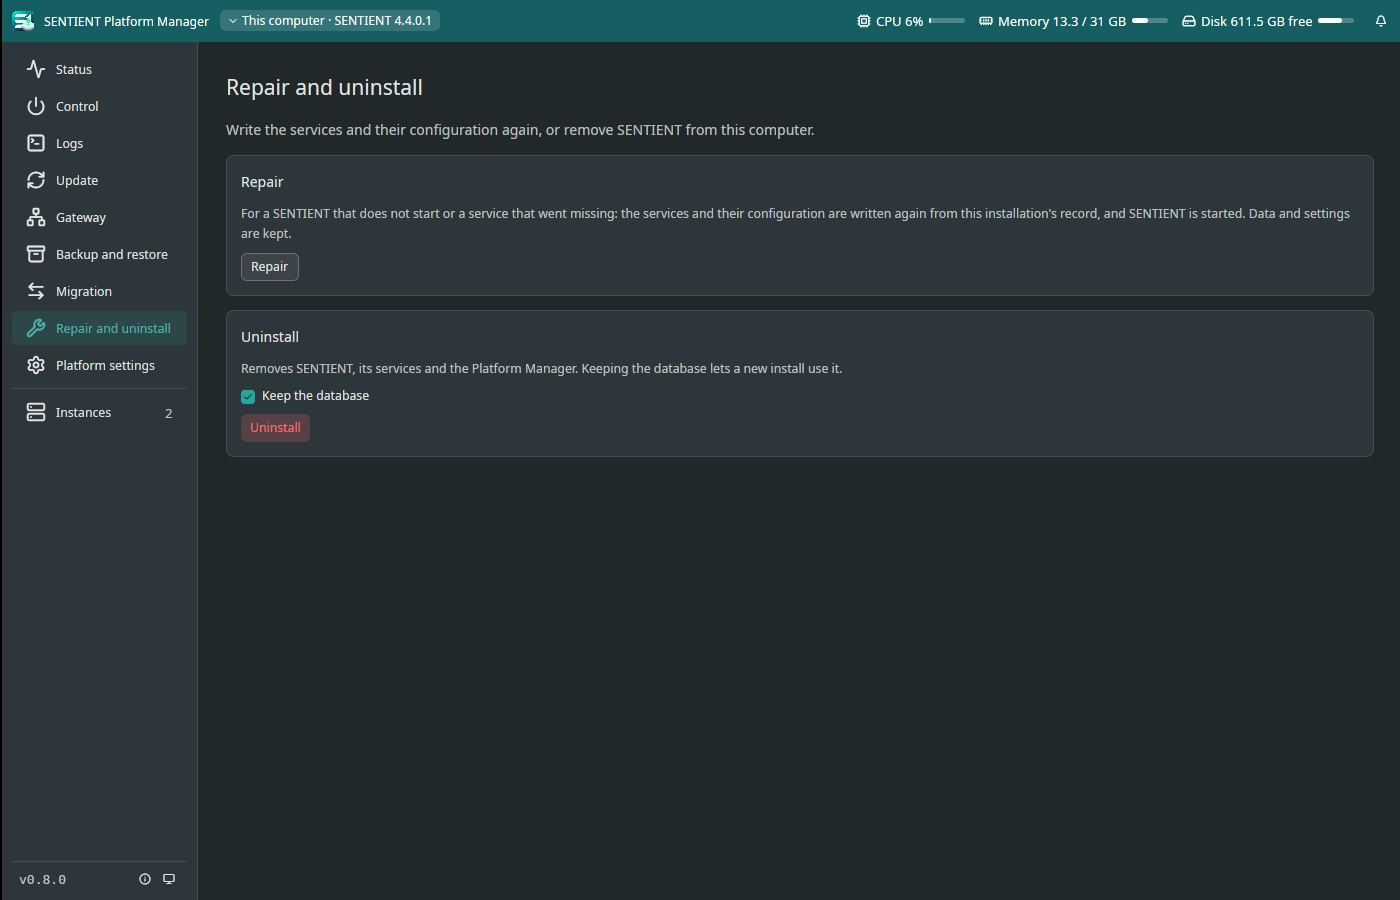 SENTIENT Platform Manager
This computer · SENTIENT 4.4.0.1
CPU 6%
Memory 13.3 / 31 GB
Disk 611.5 GB free
Status
Control
Logs
Update
Gateway
Backup and restore
Migration
Repair and uninstall
Platform settings
Instances 2
v0.8.0
Repair and uninstall
Write the services and their configuration again, or remove SENTIENT from this computer.
Repair
For a SENTIENT that does not start or a service that went missing: the services and their configuration are written again from this installation's record, and SENTIENT is started. Data and settings
are kept.
Repair
Uninstall
Removes SENTIENT, its services and the Platform Manager. Keeping the database lets a new install use it.
Keep the database
Uninstall